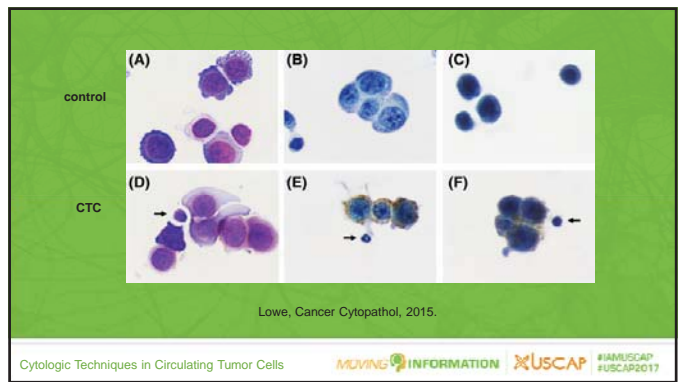 (A) (B) (C)
control
(D) (E) (F)
CTC
Lowe, Cancer Cytopathol, 2015.
Cytologic Techniques in Circulating Tumor Cells
MOVING INFORMATION
USCAP
#IAMUSCAP
#USCAP2017